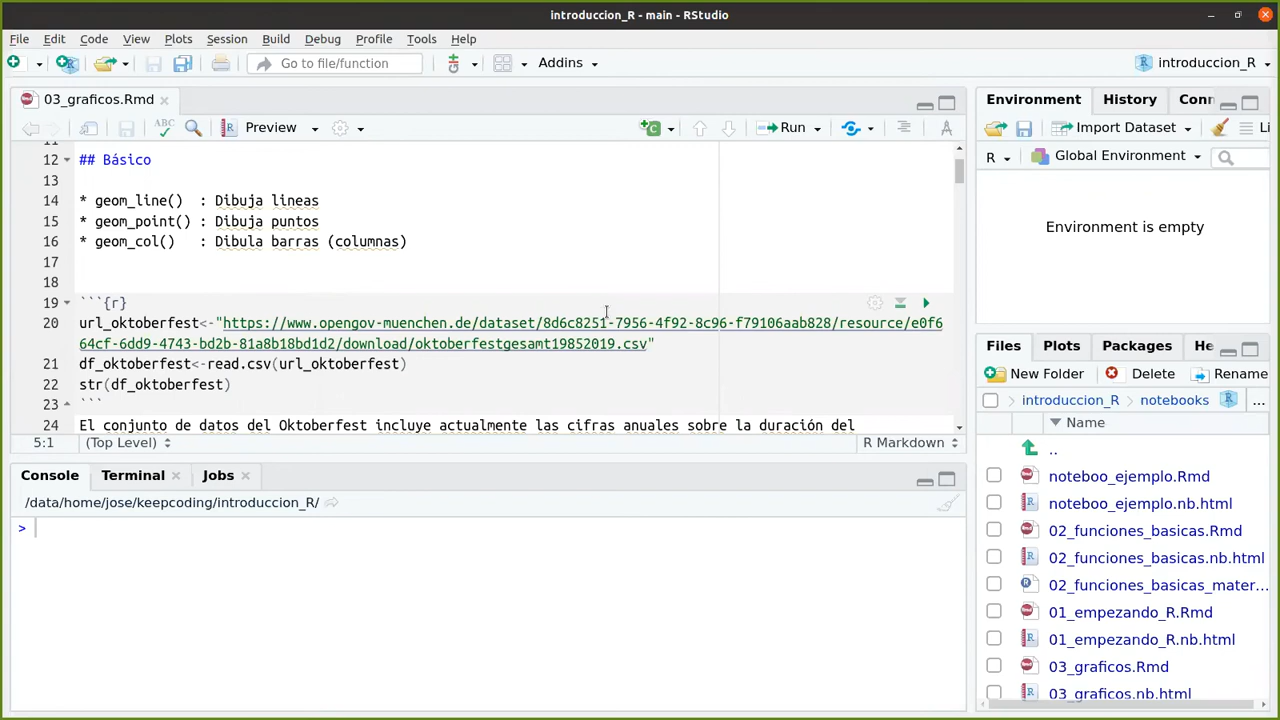 introduccion_R - main - RStudio
File Edit Code View Plots Session Build Debug Profile Tools Help
Go to file/function Addins introduccion_R
03_graficos.Rmd
ABC Preview Run
12 ## Básico
13
14 * geom_line() : Dibuja lineas
15 * geom_point() : Dibuja puntos
16 * geom_col() : Dibula barras (columnas)
17
18
19 ```{r}
20 url_oktoberfest<-"https://www.opengov-muenchen.de/dataset/8d6c8251-7956-4f92-8c96-f79106aab828/resource/e0f6
64cf-6dd9-4743-bd2b-81a8b18bd1d2/download/oktoberfestgesamt19852019.csv"
21 df_oktoberfest<-read.csv(url_oktoberfest)
22 str(df_oktoberfest)
23 ```
24 El conjunto de datos del Oktoberfest incluye actualmente las cifras anuales sobre la duración del
5:1 (Top Level) R Markdown
Console Terminal Jobs
/data/home/jose/keepcoding/introduccion_R/
>
Environment History Conn
Import Dataset Li
R Global Environment
Environment is empty
Files Plots Packages He
New Folder Delete Rename
introduccion_R notebooks ...
Name
..
noteboo_ejemplo.Rmd
noteboo_ejemplo.nb.html
02_funciones_basicas.Rmd
02_funciones_basicas.nb.html
02_funciones_basicas_mater...
01_empezando_R.Rmd
01_empezando_R.nb.html
03_graficos.Rmd
03_graficos.nb.html